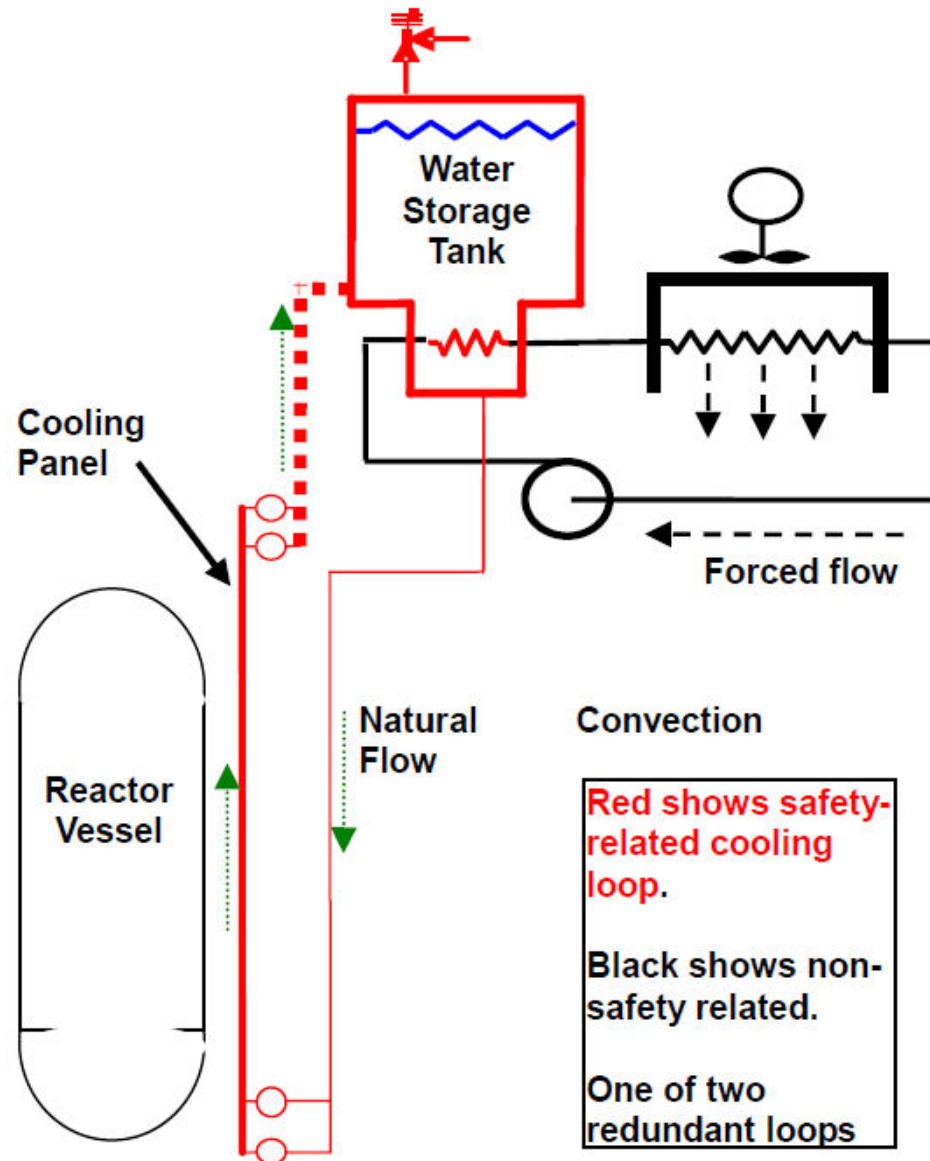 Water
Storage
Tank
Cooling
Panel
Forced flow
Natural
Flow
Convection
Reactor
Vessel
Red shows safety-
related cooling
loop.
Black shows non-
safety related.
One of two
redundant loops